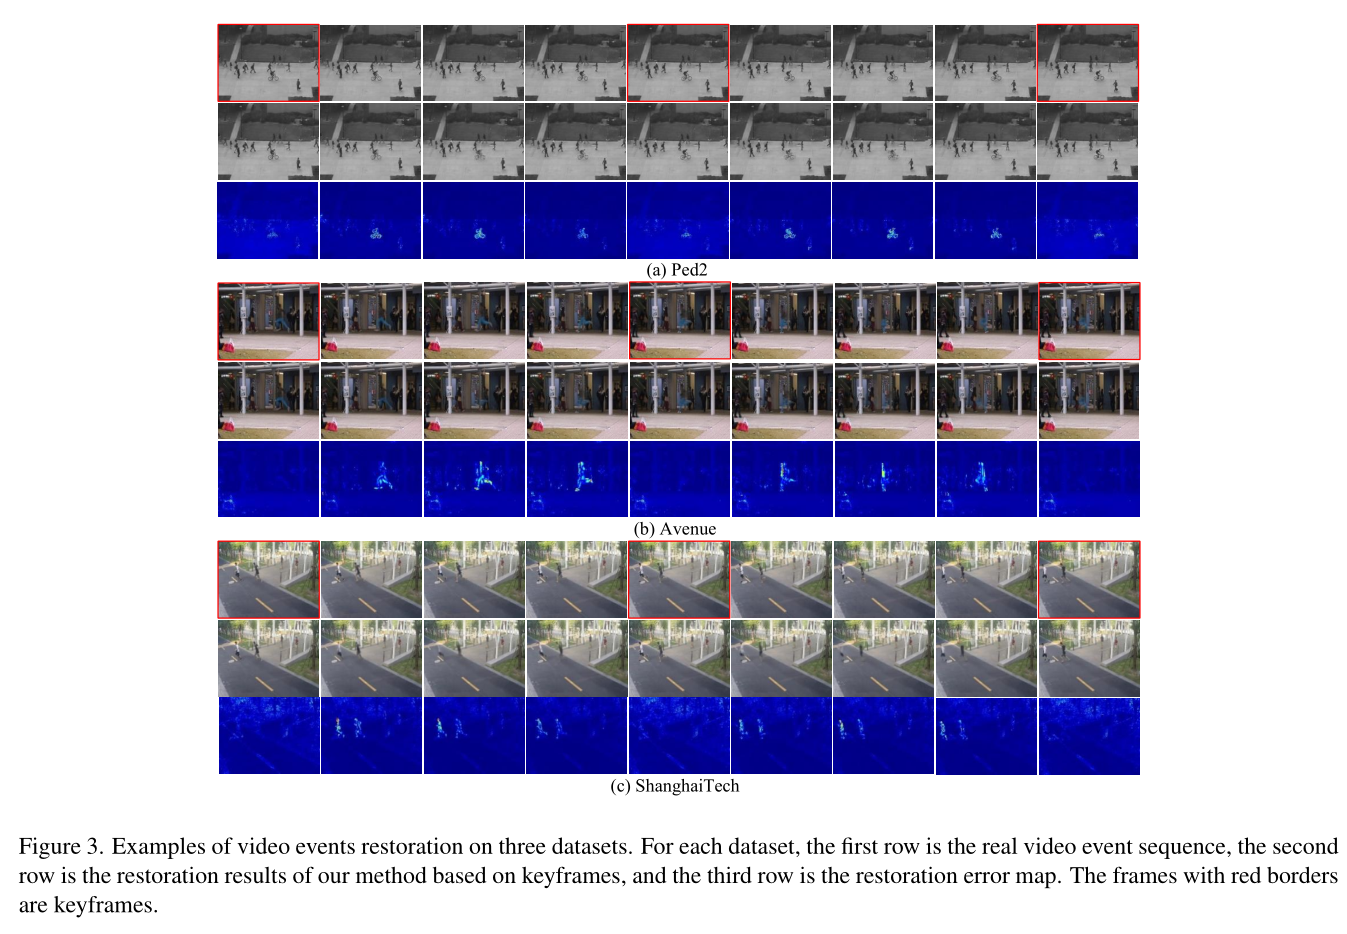 (a) Ped2
(b) Avenue
(c) ShanghaiTech
Figure 3. Examples of video events restoration on three datasets. For each dataset, the first row is the real video event sequence, the second
row is the restoration results of our method based on keyframes, and the third row is the restoration error map. The frames with red borders
are keyframes.